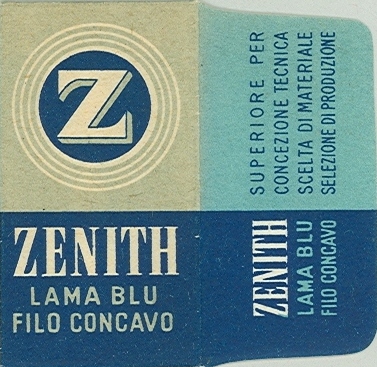 Z
ZENITH
LAMA BLU
FILO CONCAVO
SUPERIORE PER
CONCEZIONE TECNICA
SCELTA DI MATERIALE
SELEZIONE DI PRODUZIONE
ZENITH
LAMA BLU
FILO CONCAVO